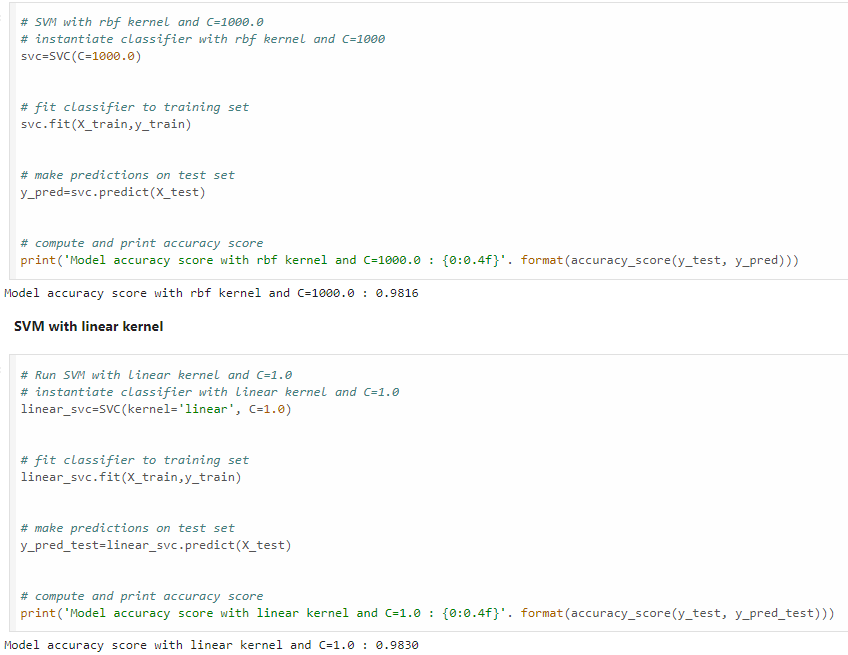 # SVM with rbf kernel and C=1000.0
# instantiate classifier with rbf kernel and C=1000
svc=SVC(C=1000.0)
# fit classifier to training set
svc.fit(X_train,y_train)
# make predictions on test set
y_pred=svc.predict(X_test)
# compute and print accuracy score
print('Model accuracy score with rbf kernel and C=1000.0 : {0:0.4f}'. format(accuracy_score(y_test, y_pred)))
Model accuracy score with rbf kernel and C=1000.0 : 0.9816
SVM with linear kernel
# Run SVM with linear kernel and C=1.0
# instantiate classifier with linear kernel and C=1.0
linear_svc=SVC(kernel='linear', C=1.0)
# fit classifier to training set
linear_svc.fit(X_train,y_train)
# make predictions on test set
y_pred_test=linear_svc.predict(X_test)
# compute and print accuracy score
print('Model accuracy score with linear kernel and C=1.0 : {0:0.4f}'. format(accuracy_score(y_test, y_pred_test)))
Model accuracy score with linear kernel and C=1.0 : 0.9830